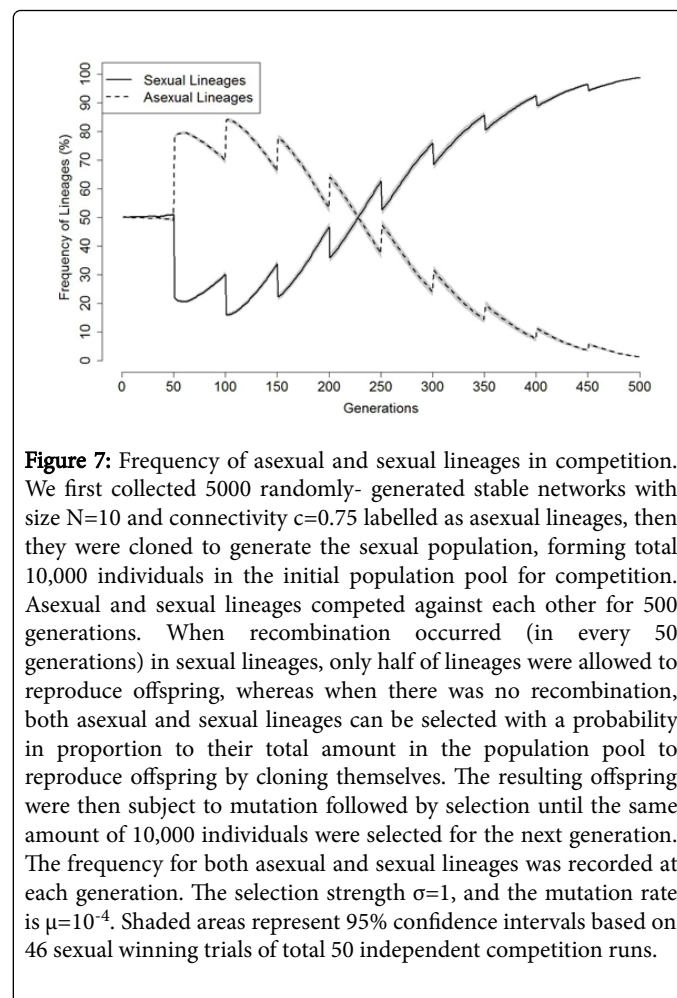 Sexual Lineages
Asexual Lineages
Frequency of Lineages (%)
100
90
80
70
60
50
40
30
20
10
0
0 50 100 150 200 250 300 350 400 450 500
Generations
Figure 7: Frequency of asexual and sexual lineages in competition.
We first collected 5000 randomly- generated stable networks with
size N=10 and connectivity c=0.75 labelled as asexual lineages, then
they were cloned to generate the sexual population, forming total
10,000 individuals in the initial population pool for competition.
Asexual and sexual lineages competed against each other for 500
generations. When recombination occurred (in every 50
generations) in sexual lineages, only half of lineages were allowed to
reproduce offspring, whereas when there was no recombination,
both asexual and sexual lineages can be selected with a probability
in proportion to their total amount in the population pool to
reproduce offspring by cloning themselves. The resulting offspring
were then subject to mutation followed by selection until the same
amount of 10,000 individuals were selected for the next generation.
The frequency for both asexual and sexual lineages was recorded at
each generation. The selection strength σ=1, and the mutation rate
is μ=10⁻⁴. Shaded areas represent 95% confidence intervals based on
46 sexual winning trials of total 50 independent competition runs.